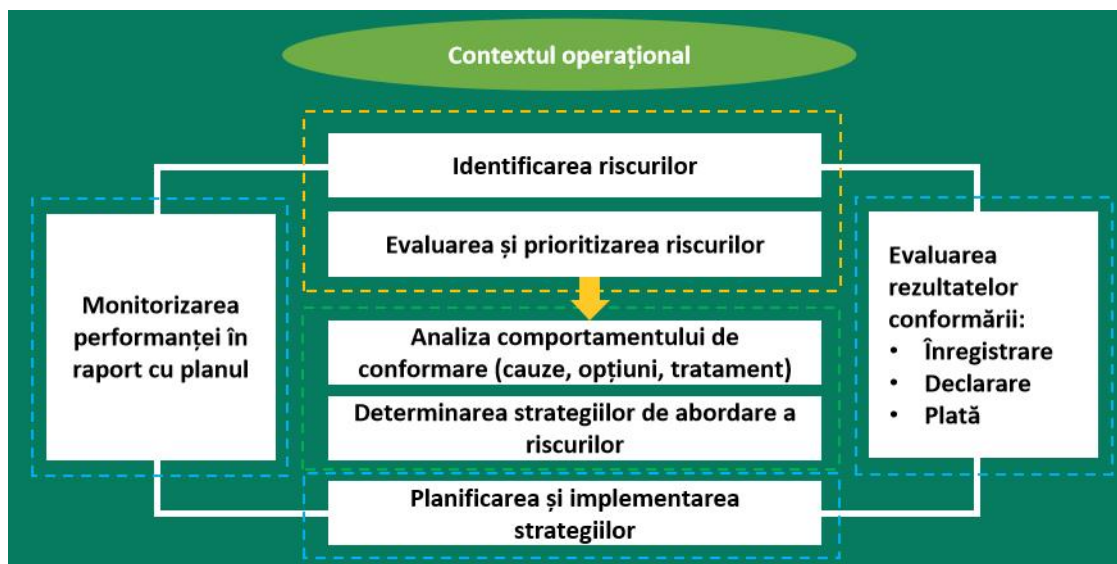 Contextul operațional
Identificarea riscurilor
Evaluarea și prioritizarea riscurilor
Monitorizarea
performanței în
raport cu planul
Analiza comportamentului de
conformare (cauze, opțiuni, tratament)
Determinarea strategiilor de abordare a
riscurilor
Planificarea și implementarea
strategiilor
Evaluarea
rezultatelor
conformării:
• Înregistrare
• Declarare
• Plată